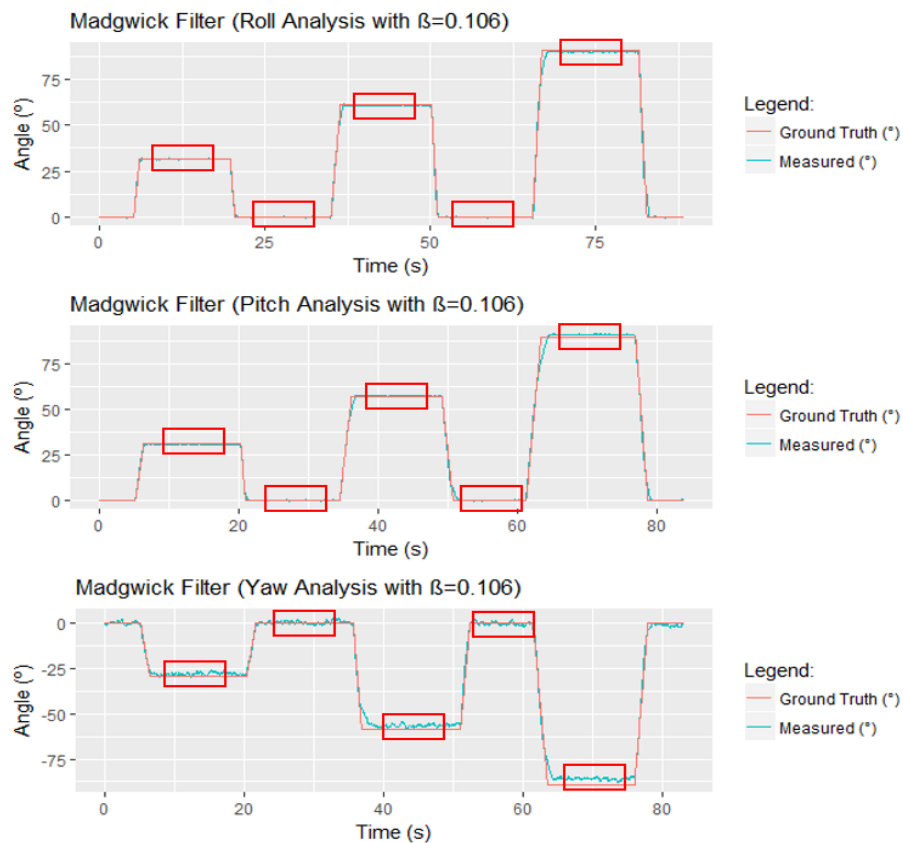 Madgwick Filter (Roll Analysis with ß=0.106)
Angle (º)
75
50
25
0
0
25
50
75
Time (s)
Legend:
Ground Truth (°)
Measured (°)
Madgwick Filter (Pitch Analysis with ß=0.106)
Angle (º)
75
50
25
0
0
20
40
60
80
Time (s)
Legend:
Ground Truth (°)
Measured (°)
Madgwick Filter (Yaw Analysis with ß=0.106)
Angle (º)
0
-25
-50
-75
0
20
40
60
80
Time (s)
Legend:
Ground Truth (°)
Measured (°)